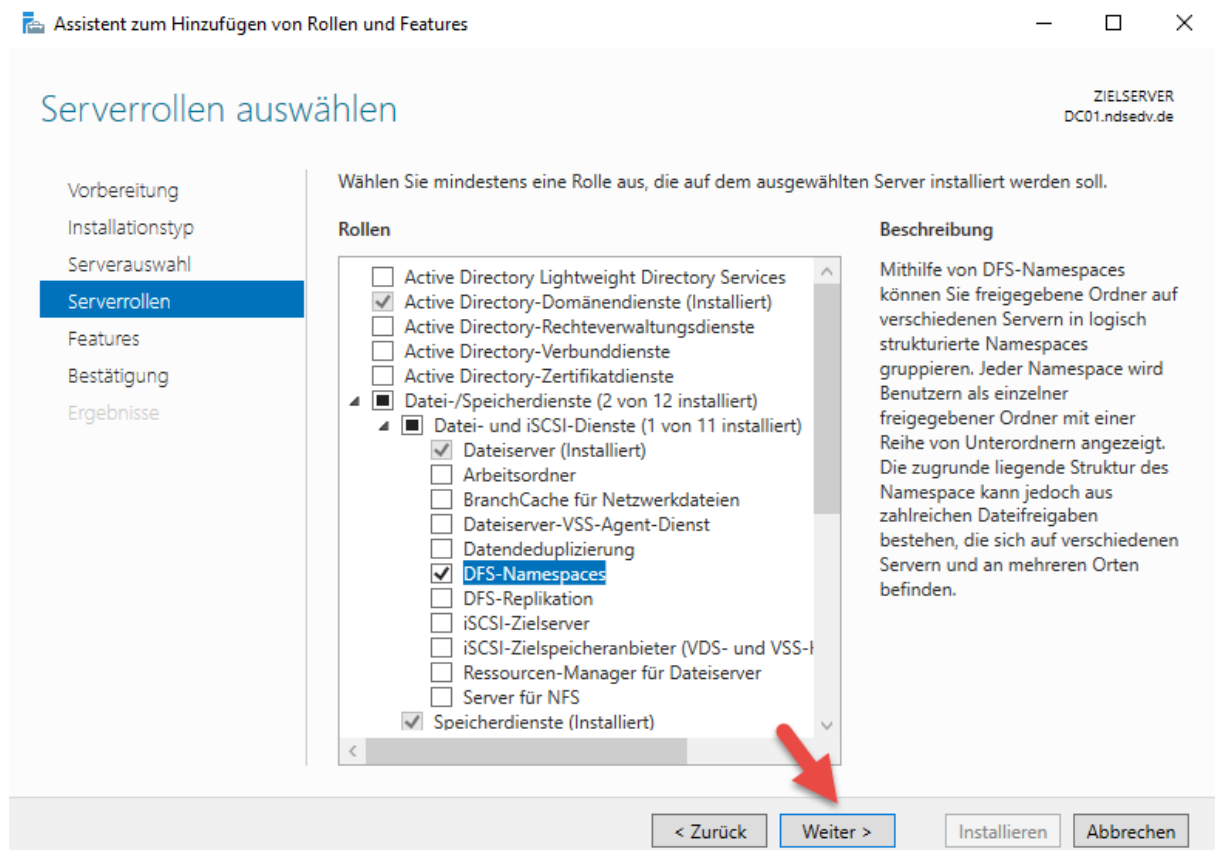 Assistent zum Hinzufügen von Rollen und Features
Serverrollen auswählen
ZIELSERVER
DC01.ndsedv.de
Vorbereitung
Installationstyp
Serverauswahl
Serverrollen
Features
Bestätigung
Ergebnisse
Wählen Sie mindestens eine Rolle aus, die auf dem ausgewählten Server installiert werden soll.
Rollen
Active Directory Lightweight Directory Services
Active Directory-Domänendienste (Installiert)
Active Directory-Rechteverwaltungsdienste
Active Directory-Verbunddienste
Active Directory-Zertifikatdienste
Datei-/Speicherdienste (2 von 12 installiert)
Datei- und iSCSI-Dienste (1 von 11 installiert)
Dateiserver (Installiert)
Arbeitsordner
BranchCache für Netzwerkdateien
Dateiserver-VSS-Agent-Dienst
Datendeduplizierung
DFS-Namespaces
DFS-Replikation
iSCSI-Zielserver
iSCSI-Zielspeicheranbieter (VDS- und VSS-
Ressourcen-Manager für Dateiserver
Server für NFS
Speicherdienste (Installiert)
Beschreibung
Mithilfe von DFS-Namespaces
können Sie freigegebene Ordner auf
verschiedenen Servern in logisch
strukturierte Namespaces
gruppieren. Jeder Namespace wird
Benutzern als einzelner
freigegebener Ordner mit einer
Reihe von Unterordnern angezeigt.
Die zugrunde liegende Struktur des
Namespace kann jedoch aus
zahlreichen Dateifreigaben
bestehen, die sich auf verschiedenen
Servern und an mehreren Orten
befinden.
< Zurück
Weiter >
Installieren
Abbrechen